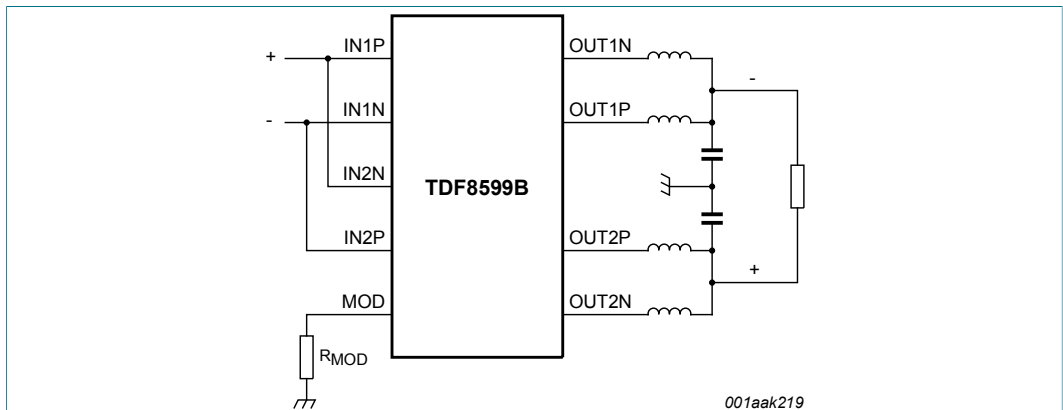 IN1P
OUT1N
+
-
IN1N
OUT1P
-
IN2N
TDF8599B
IN2P
OUT2P
+
MOD
OUT2N
RMOD
001aak219